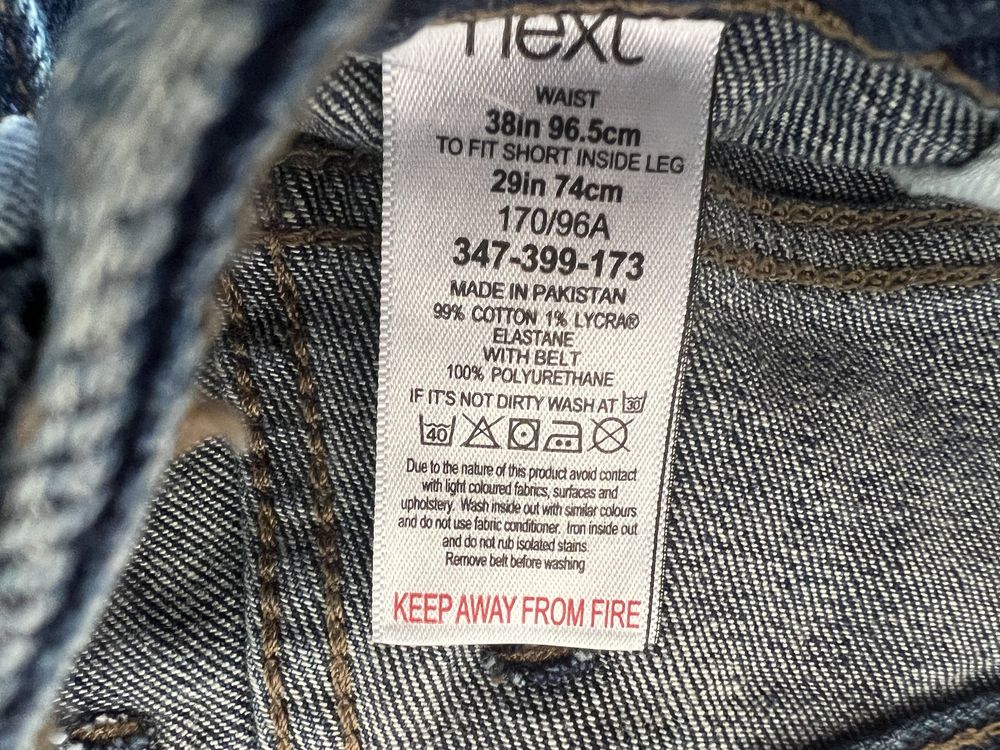 next
WAIST
38in 96.5cm
TO FIT SHORT INSIDE LEG
29in 74cm
170/96A
347-399-173
MADE IN PAKISTAN
99% COTTON 1% LYCRA®
ELASTANE
WITH BELT
100% POLYURETHANE
IF IT'S NOT DIRTY WASH AT 30
40
Due to the nature of this product avoid contact
with light coloured fabrics, surfaces and
upholstery. Wash inside out with similar colours
and do not use fabric conditioner. Iron inside out
and do not rub isolated stains.
Remove belt before washing
KEEP AWAY FROM FIRE